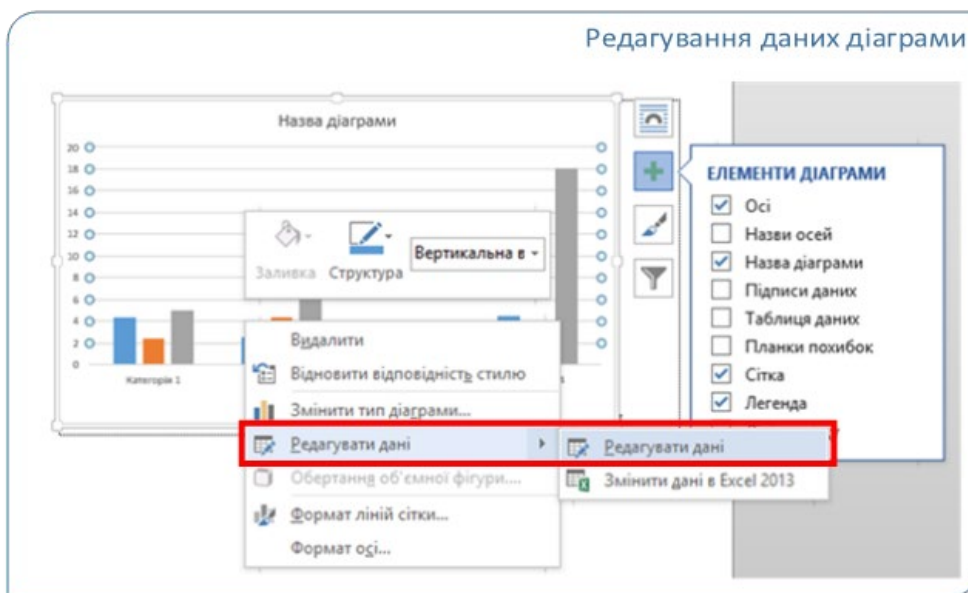 Редагування даних діаграми
Назва діаграми
20
18
16
14
12
10
8
6
4
2
0
Категорія 1
Заливка
Структура
Вертикальна в
Видалити
Відновити відповідність стилю
Змінити тип діаграми...
Редагувати дані
Обертання об'ємної фігури....
Формат ліній сітки...
Формат осі...
Редагувати дані
Змінити дані в Excel 2013
ЕЛЕМЕНТИ ДІАГРАМИ
Осі
Назви осей
Назва діаграми
Підписи даних
Таблиця даних
Планки похибок
Сітка
Легенда